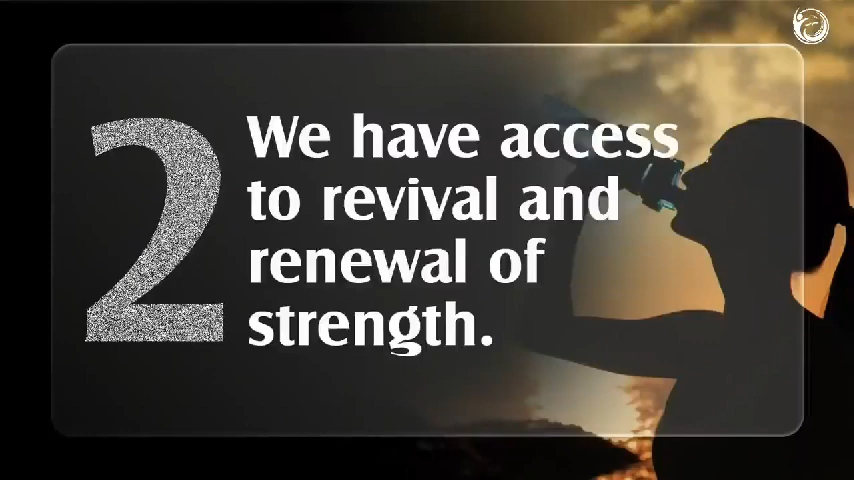 2
We have access
to revival and
renewal of
strength.